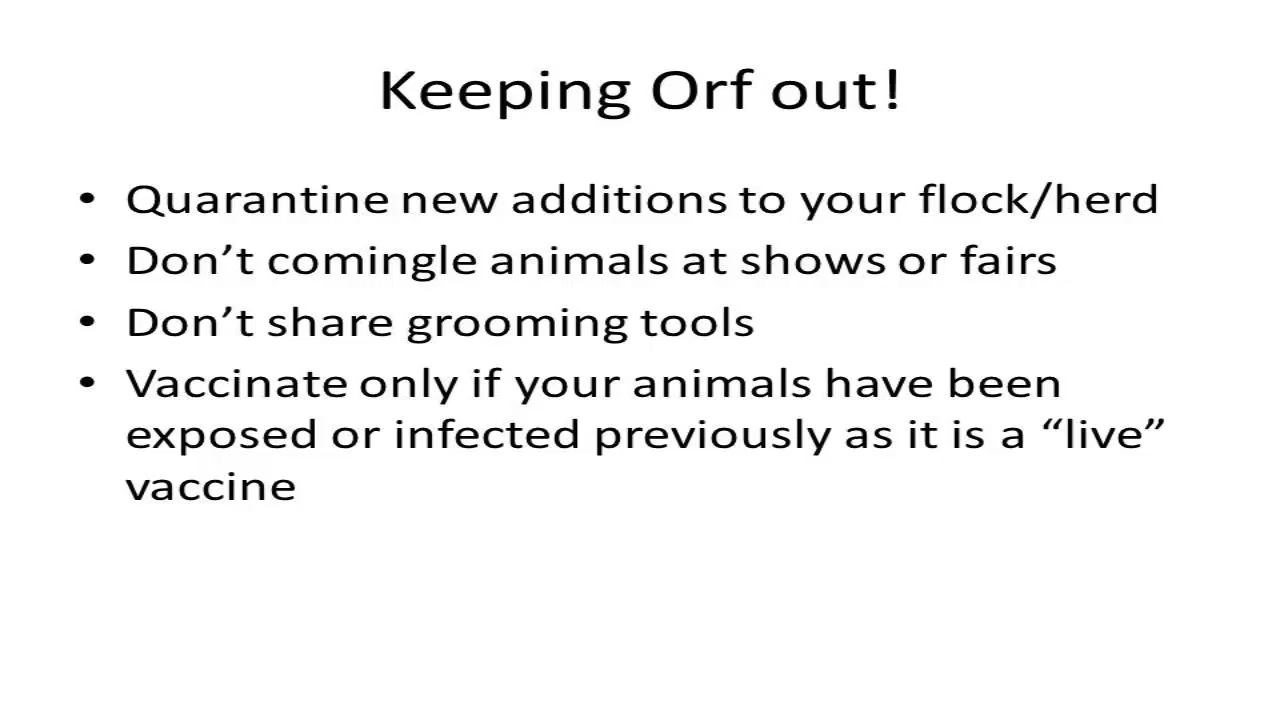 Keeping Orf out!
• Quarantine new additions to your flock/herd
• Don’t comingle animals at shows or fairs
• Don’t share grooming tools
• Vaccinate only if your animals have been
exposed or infected previously as it is a “live”
vaccine